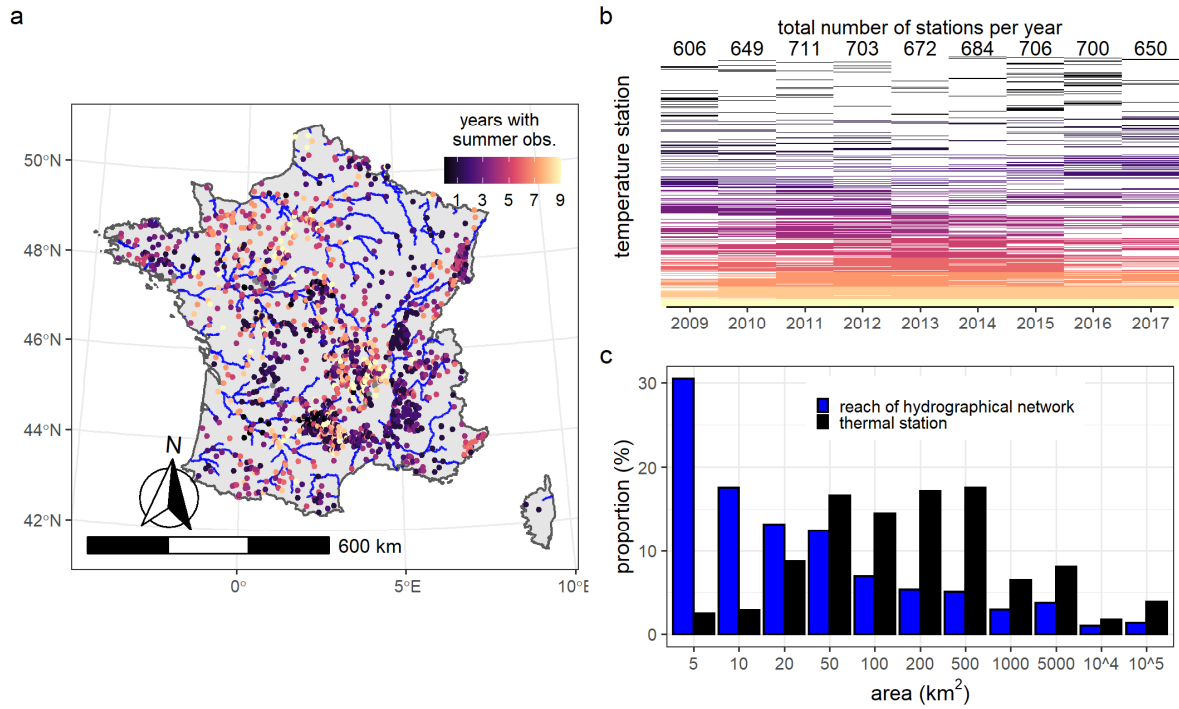 a
years with
summer obs.
1 3 5 7 9
50°N
48°N
46°N
44°N
42°N
N
600 km
0° 5°E 10°E
b
total number of stations per year
606 649 711 703 672 684 706 700 650
temperature station
2009 2010 2011 2012 2013 2014 2015 2016 2017
c
reach of hydrographical network
thermal station
30
20
10
0
proportion (%)
5 10 20 50 100 200 500 1000 5000 10^4 10^5
area (km²)